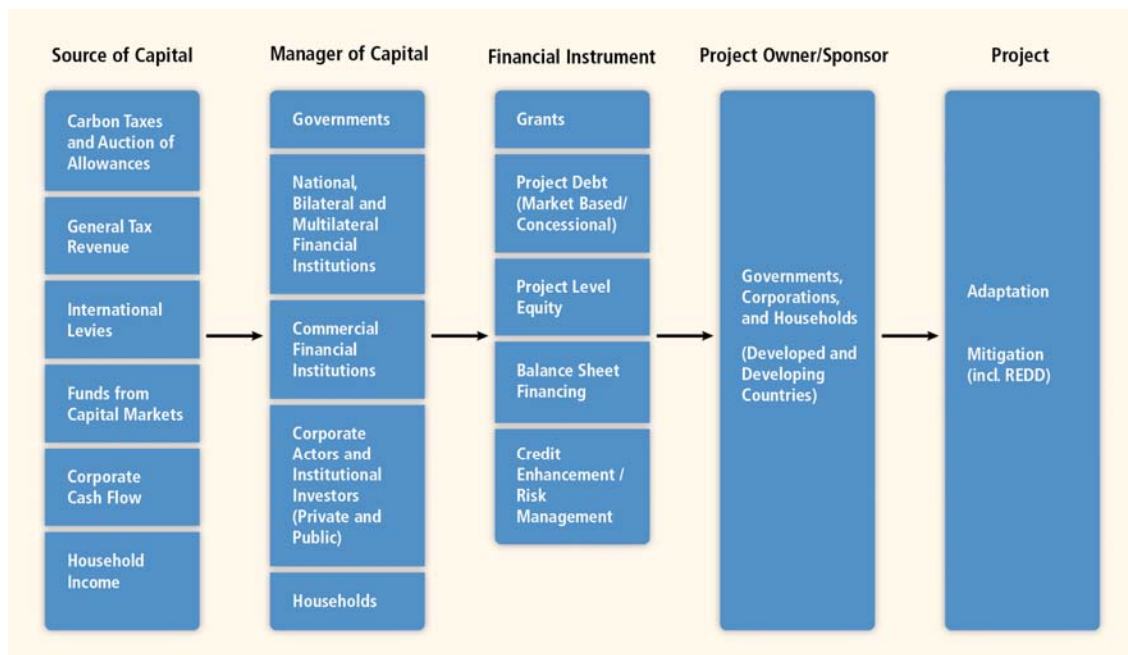 Source of Capital
Carbon Taxes
and Auction of
Allowances
General Tax
Revenue
International
Levies
Funds from
Capital Markets
Corporate
Cash Flow
Household
Income
Manager of Capital
Governments
National,
Bilateral and
Multilateral
Financial
Institutions
Commercial
Financial
Institutions
Corporate
Actors and
Institutional
Investors
(Private and
Public)
Households
Financial Instrument
Grants
Project Debt
(Market Based/
Concessional)
Project Level
Equity
Balance Sheet
Financing
Credit
Enhancement /
Risk
Management
Project Owner/Sponsor
Governments,
Corporations,
and Households
(Developed and
Developing
Countries)
Project
Adaptation
Mitigation
(incl. REDD)